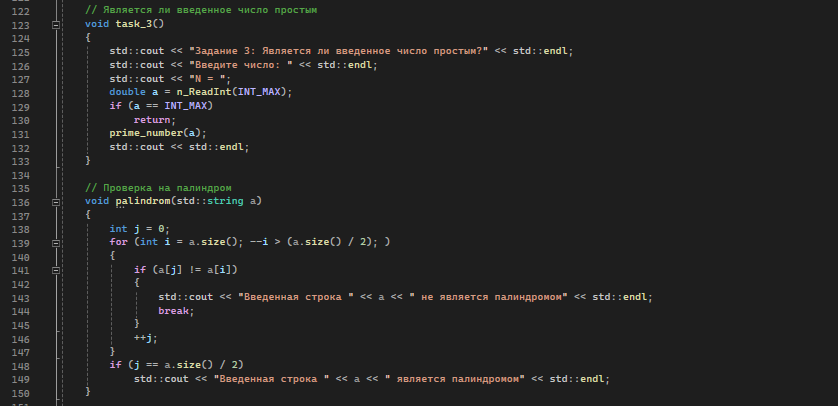 122 // Является ли введенное число простым
123 void task_3()
124 {
125 std::cout << "Задание 3: Является ли введенное число простым?" << std::endl;
126 std::cout << "Введите число: " << std::endl;
127 std::cout << "N = ";
128 double a = n_ReadInt(INT_MAX);
129 if (a == INT_MAX)
130 return;
131 prime_number(a);
132 std::cout << std::endl;
133 }
134
135 // Проверка на палиндром
136 void palindrom(std::string a)
137 {
138 int j = 0;
139 for (int i = a.size(); --i > (a.size() / 2); )
140 {
141 if (a[j] != a[i])
142 {
143 std::cout << "Введенная строка " << a << " не является палиндромом" << std::endl;
144 break;
145 }
146 ++j;
147 }
148 if (j == a.size() / 2)
149 std::cout << "Введенная строка " << a << " является палиндромом" << std::endl;
150 }